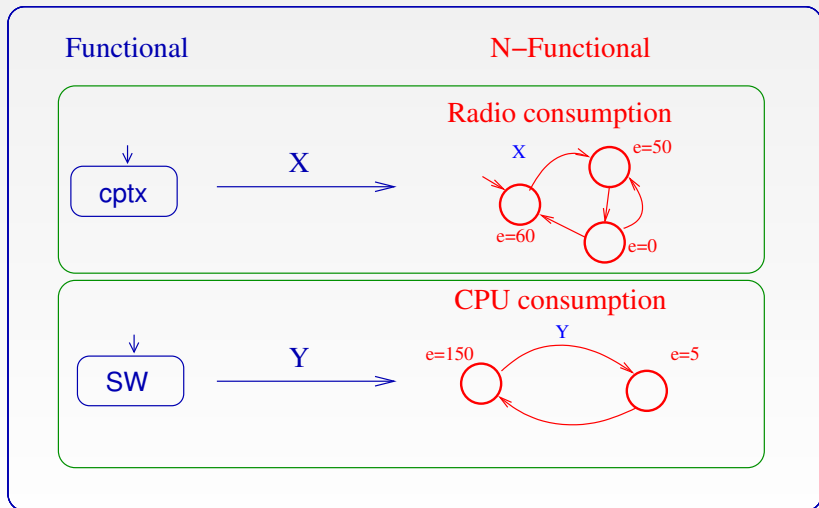 Functional
N−Functional
Radio consumption
X
e=50
cptx
X
e=60
e=0
CPU consumption
Y
e=150
e=5
SW
Y